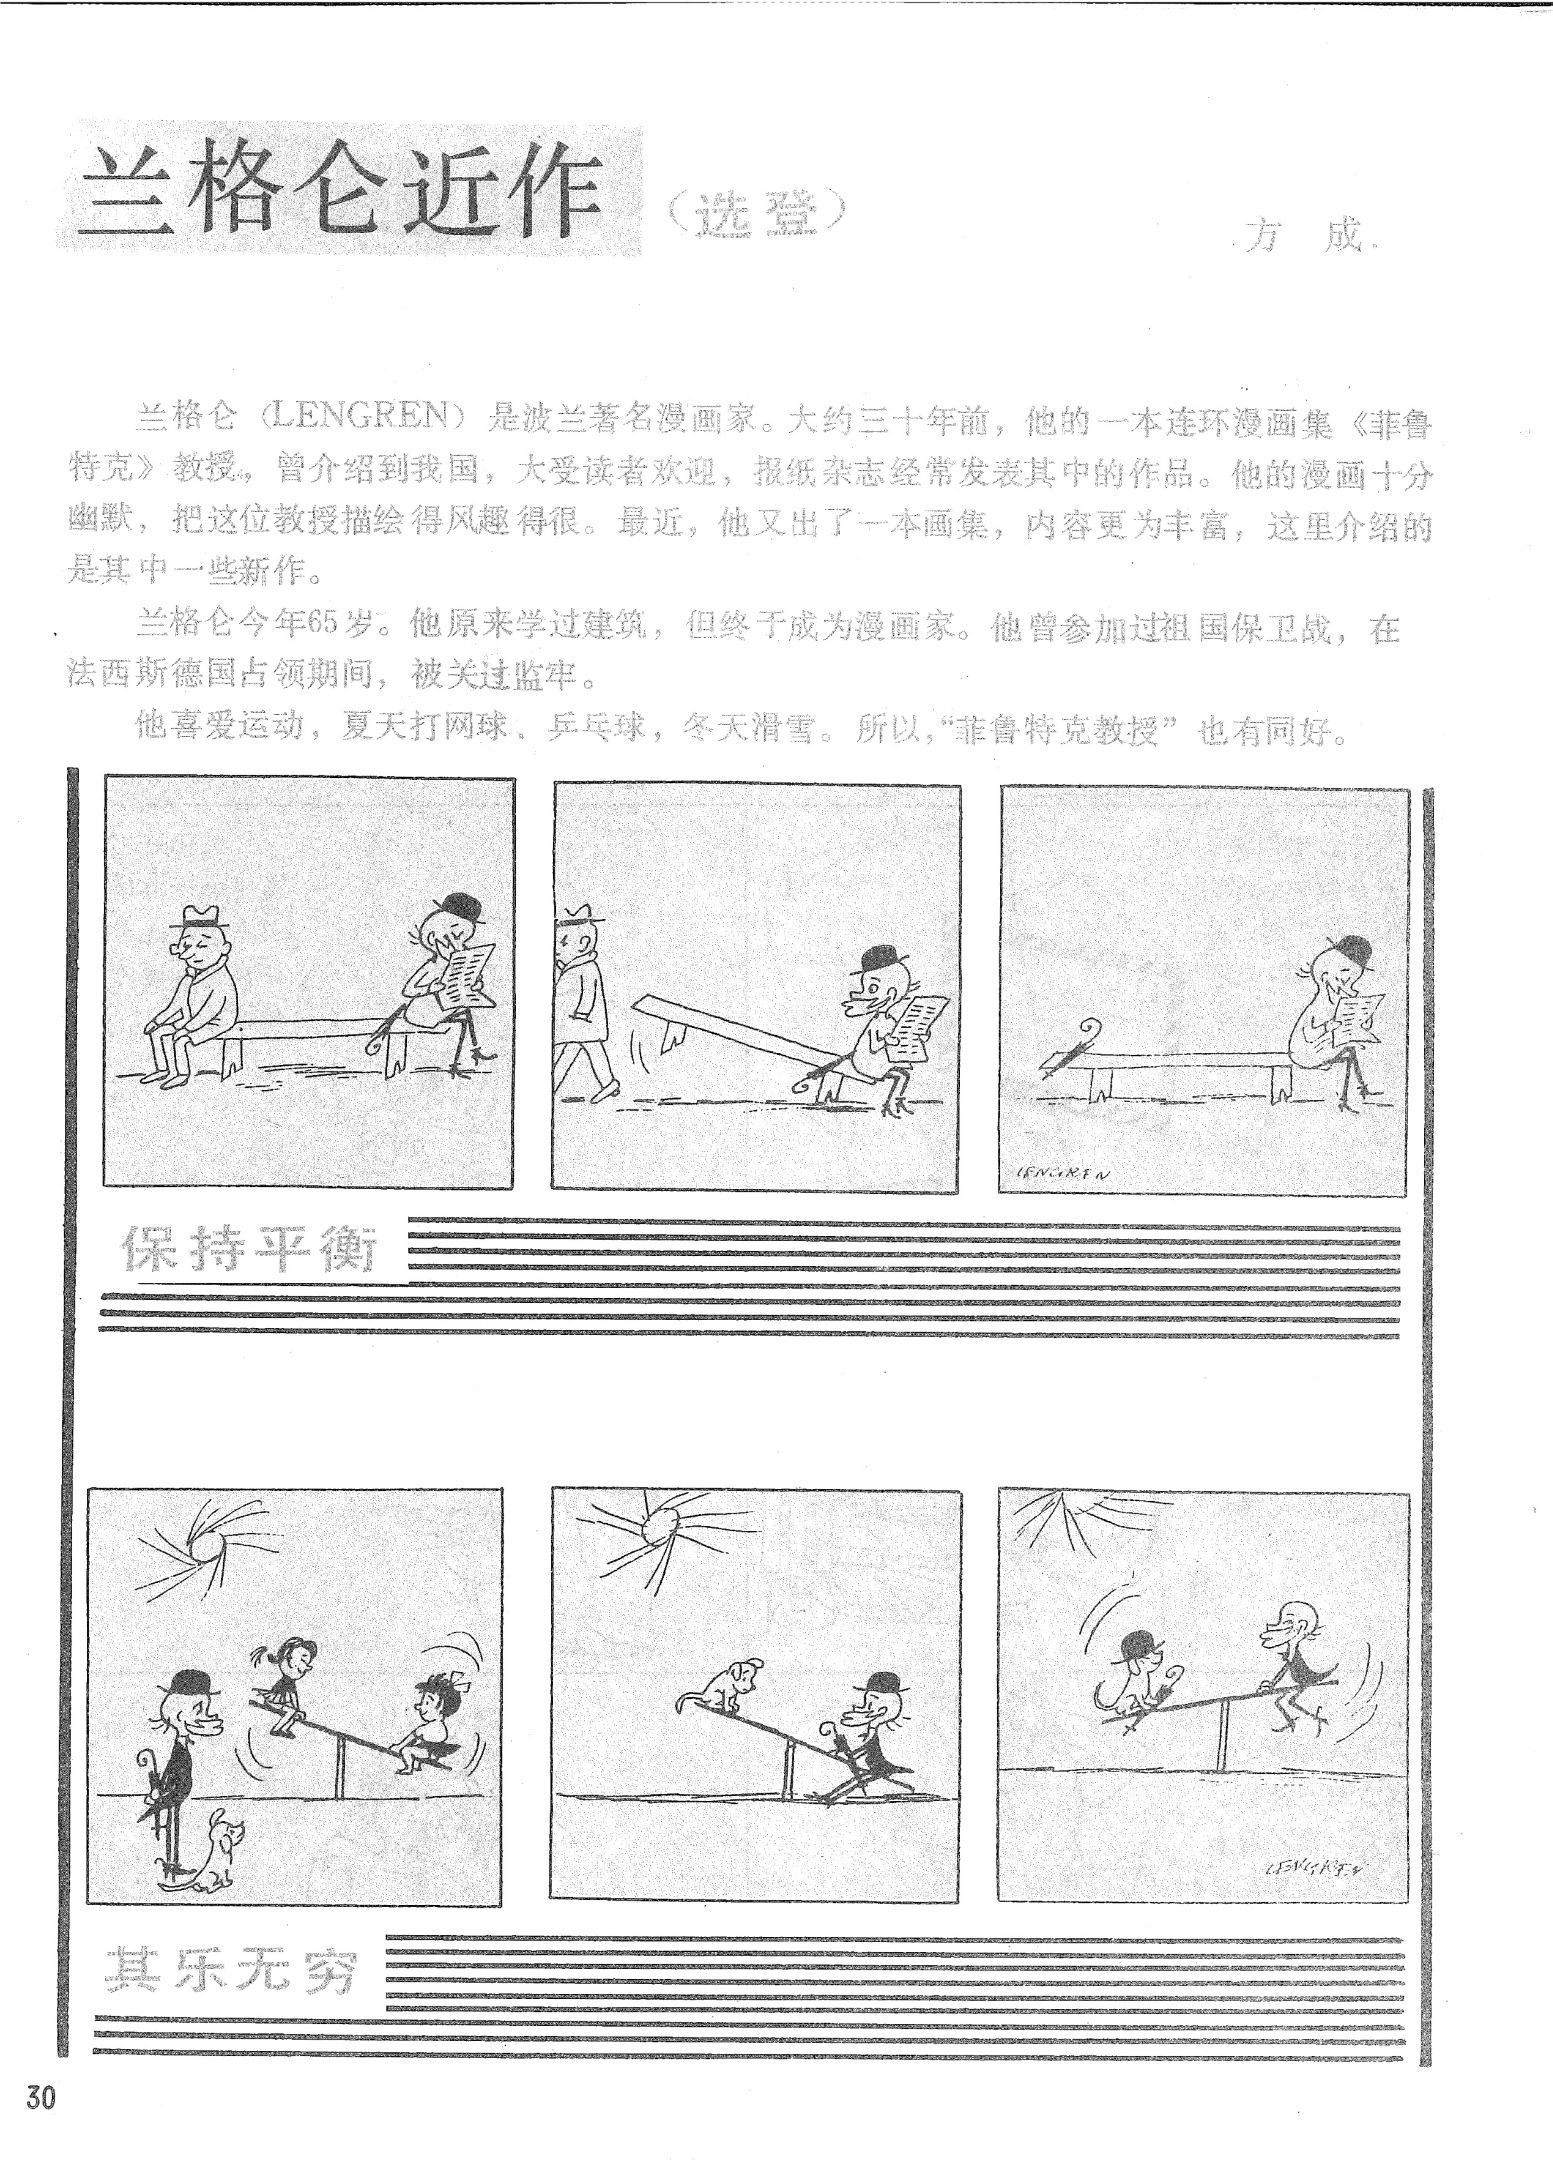 兰格仑近作（选登）
方 成
兰格仑（LENGREN）是波兰著名漫画家。大约三十年前，他的一本连环漫画集《菲鲁
特克》教授。，曾介绍到我国，大受读者欢迎，报纸杂志经常发表其中的作品。他的漫画十分
幽默，把这位教授描绘得风趣得很。最近，他又出了一本画集，内容更为丰富，这里介绍的
是其中一些新作。
兰格仑今年65岁。他原来学过建筑，但终于成为漫画家。他曾参加过祖国保卫战，在
法西斯德国占领期间，被关过监牢。
他喜爱运动，夏天打网球、乒乓球，冬天滑雪。所以，“菲鲁特克教授”也有同好。
LENGREN
保持平衡
LENGREN
其乐无穷
30